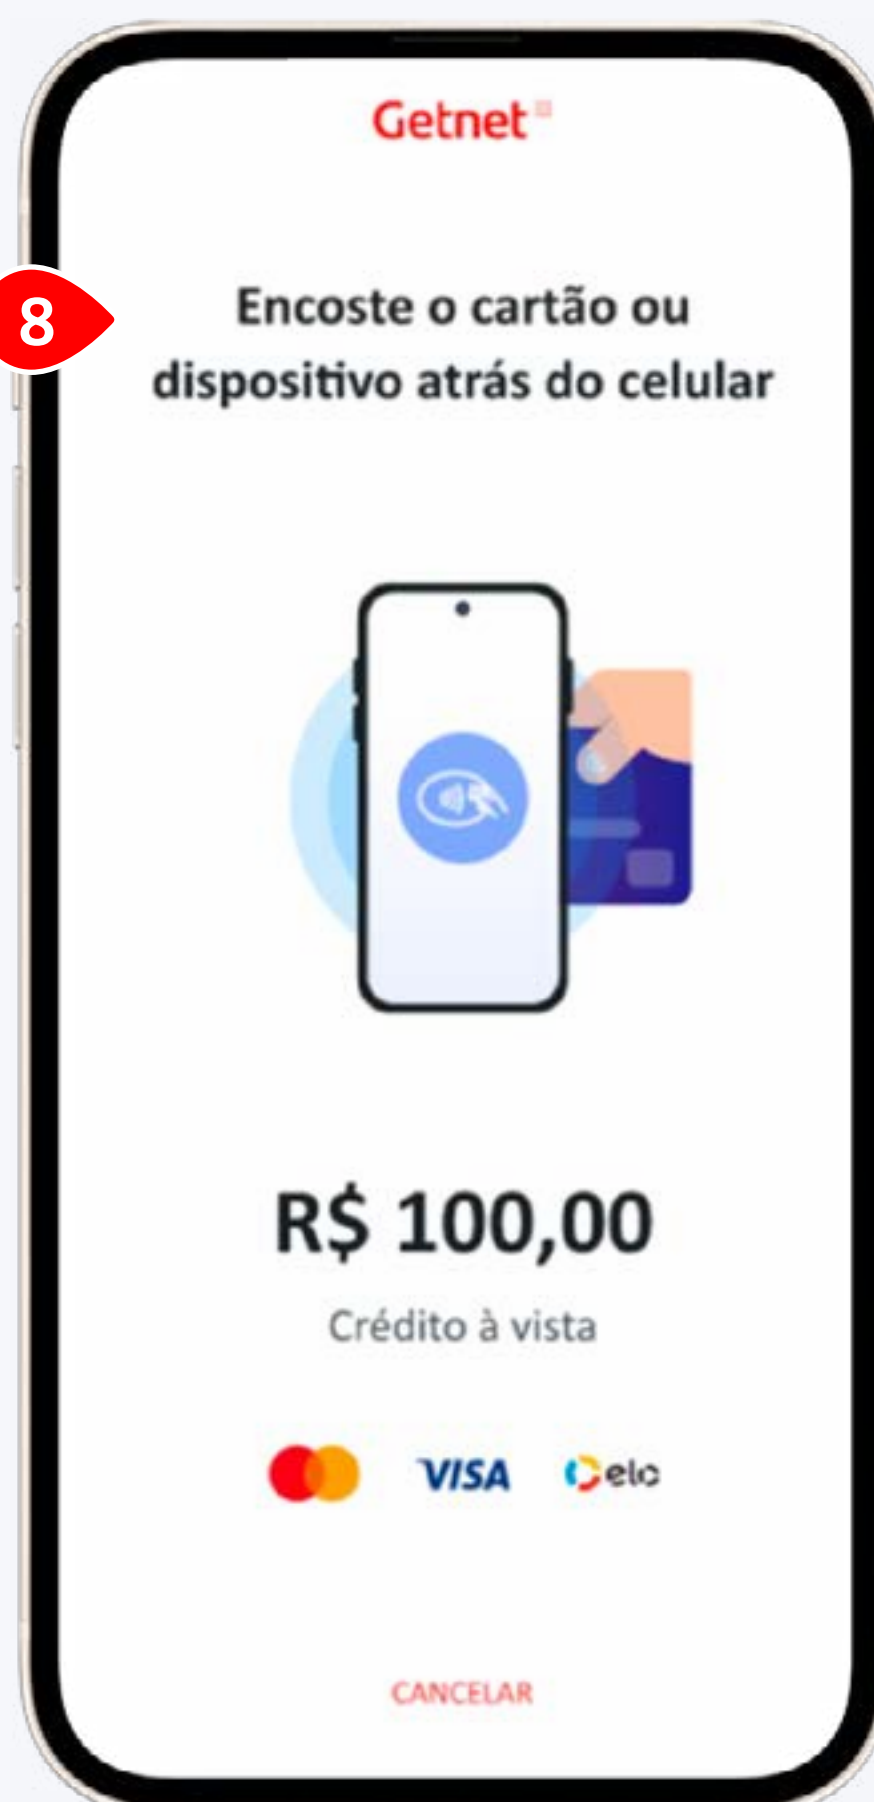 Getnet
8
Encoste o cartão ou
dispositivo atrás do celular
R$ 100,00
Crédito à vista
VISA elo
CANCELAR